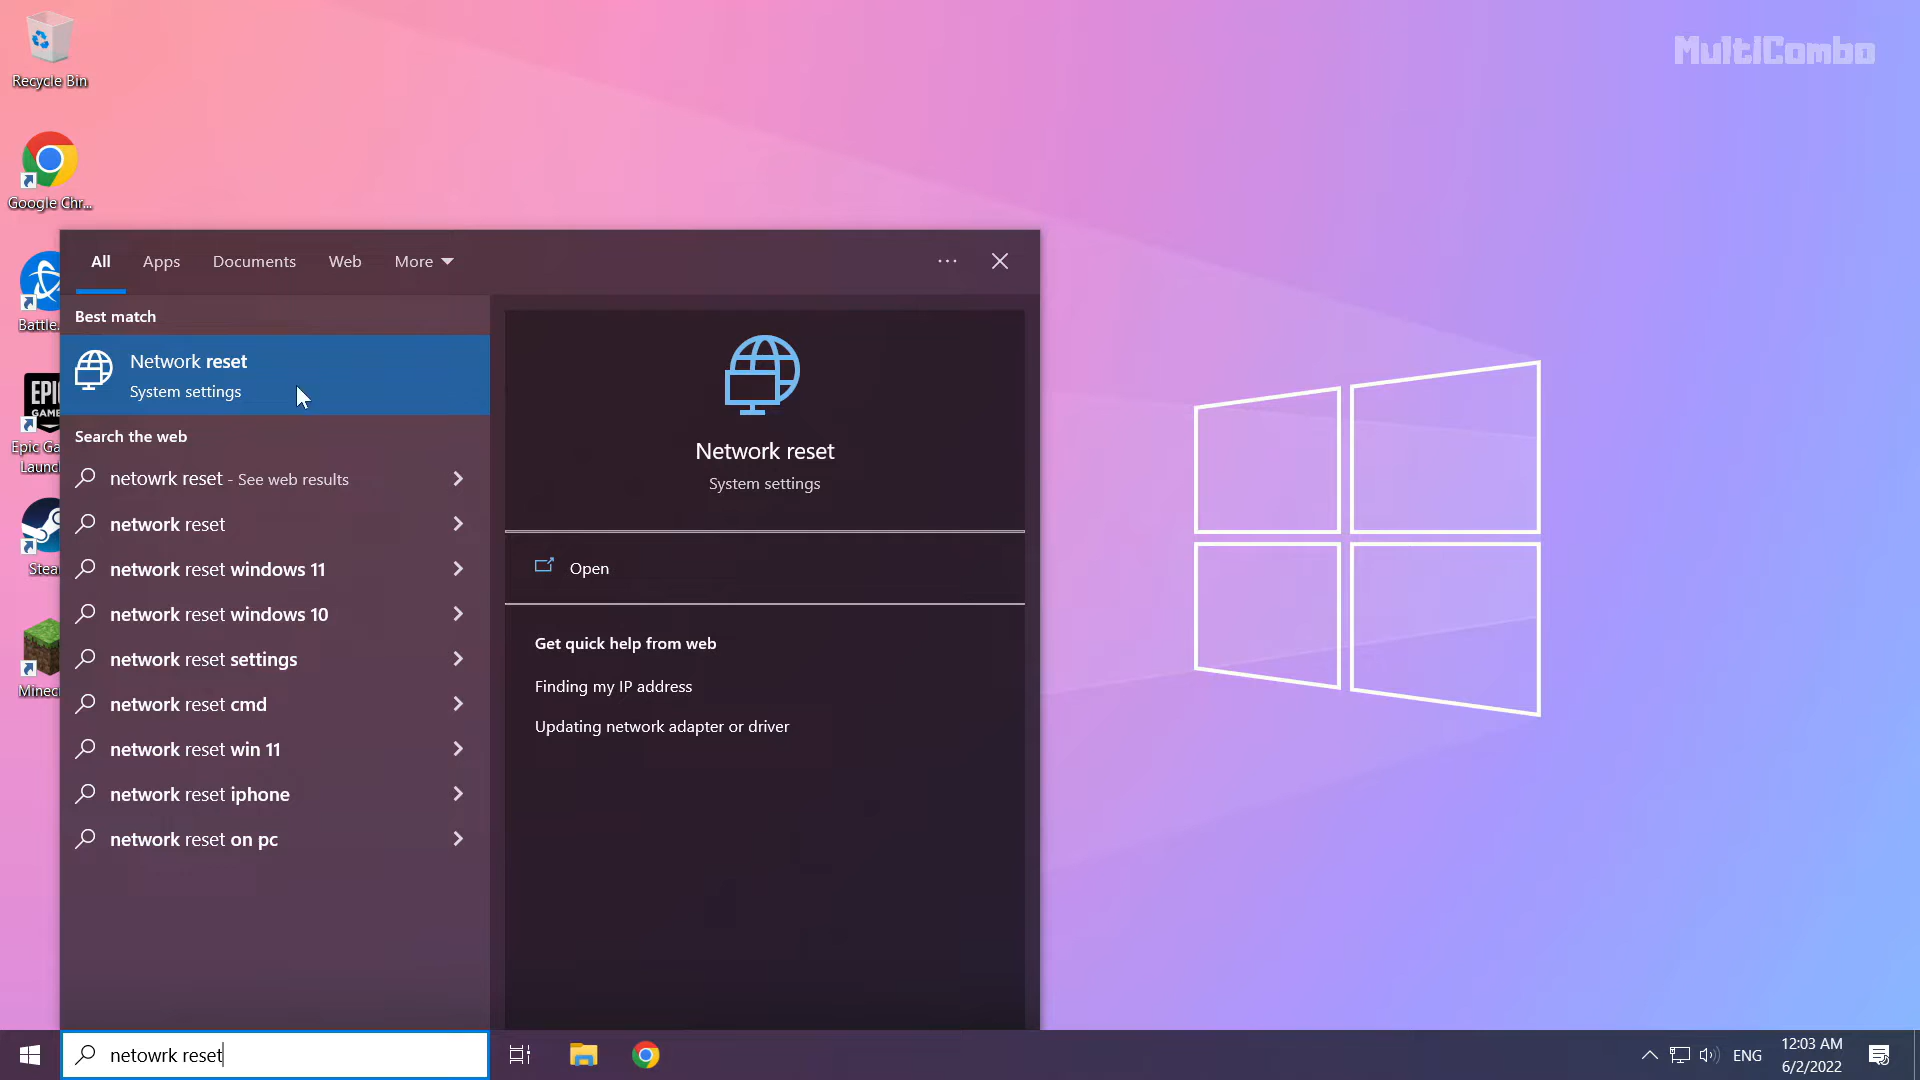 MultiCombo
Recycle Bin
Google Chr...
Battle.
EPIC
GAM
Epic Ga
Launc
Stea
Minec
All
Apps
Documents
Web
More
Best match
Network reset
System settings
Search the web
netowrk reset - See web results
network reset
network reset windows 11
network reset windows 10
network reset settings
network reset cmd
network reset win 11
network reset iphone
network reset on pc
Network reset
System settings
Open
Get quick help from web
Finding my IP address
Updating network adapter or driver
netowrk reset
ENG
12:03 AM
6/2/2022